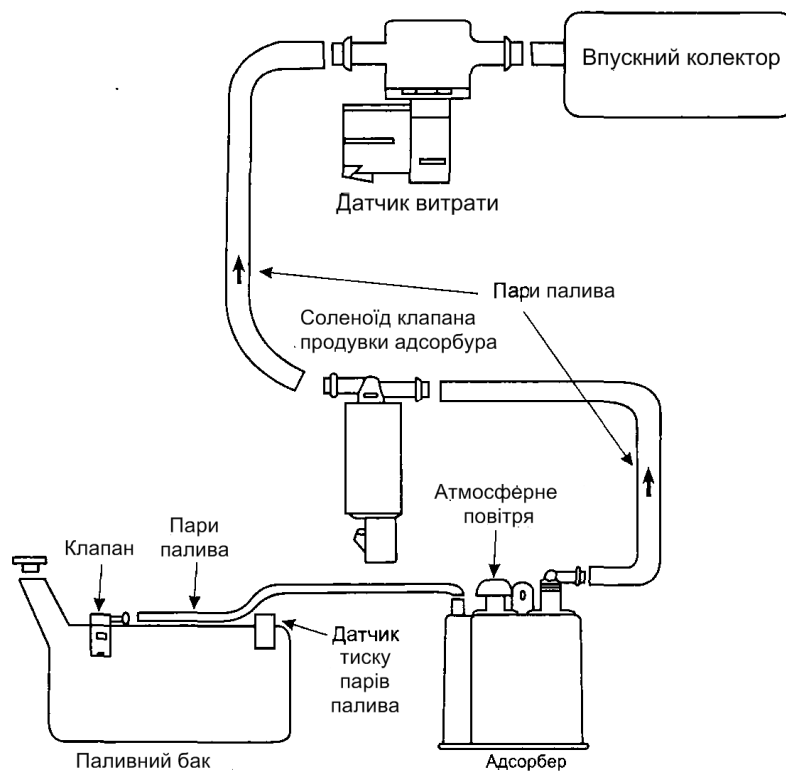 Впускний колектор
Датчик витрати
Пари палива
Соленоїд клапана
продувки адсорбура
Атмосферне
повітря
Пари
палива
Клапан
Датчик
тиску
парів
палива
Паливний бак
Адсорбер